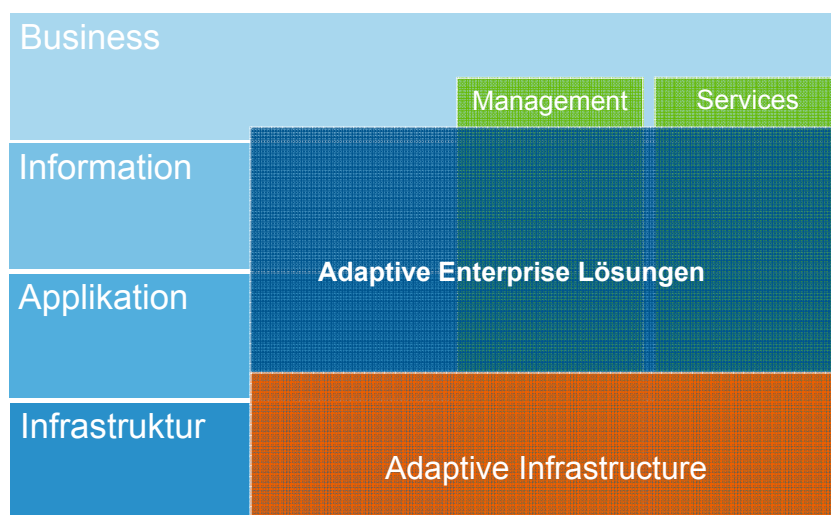 Business
Management
Services
Information
Adaptive Enterprise Lösungen
Applikation
Infrastruktur
Adaptive Infrastructure